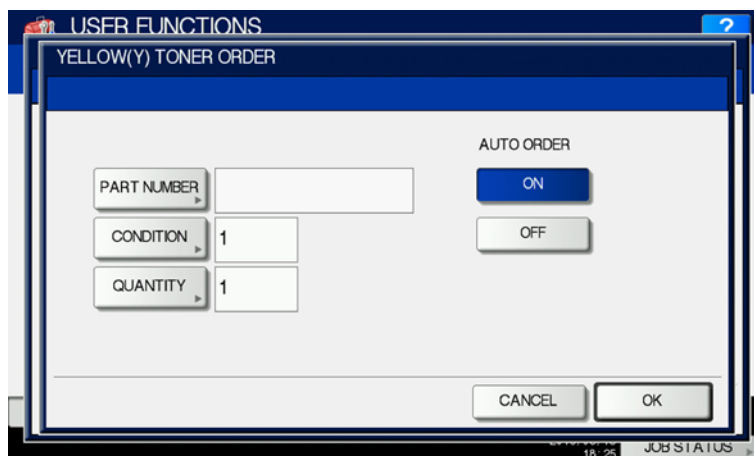 USER FUNCTIONS
?
YELLOW(Y) TONER ORDER
AUTO ORDER
PART NUMBER
ON
CONDITION 1
OFF
QUANTITY 1
CANCEL OK
18:25 JOB STATUS